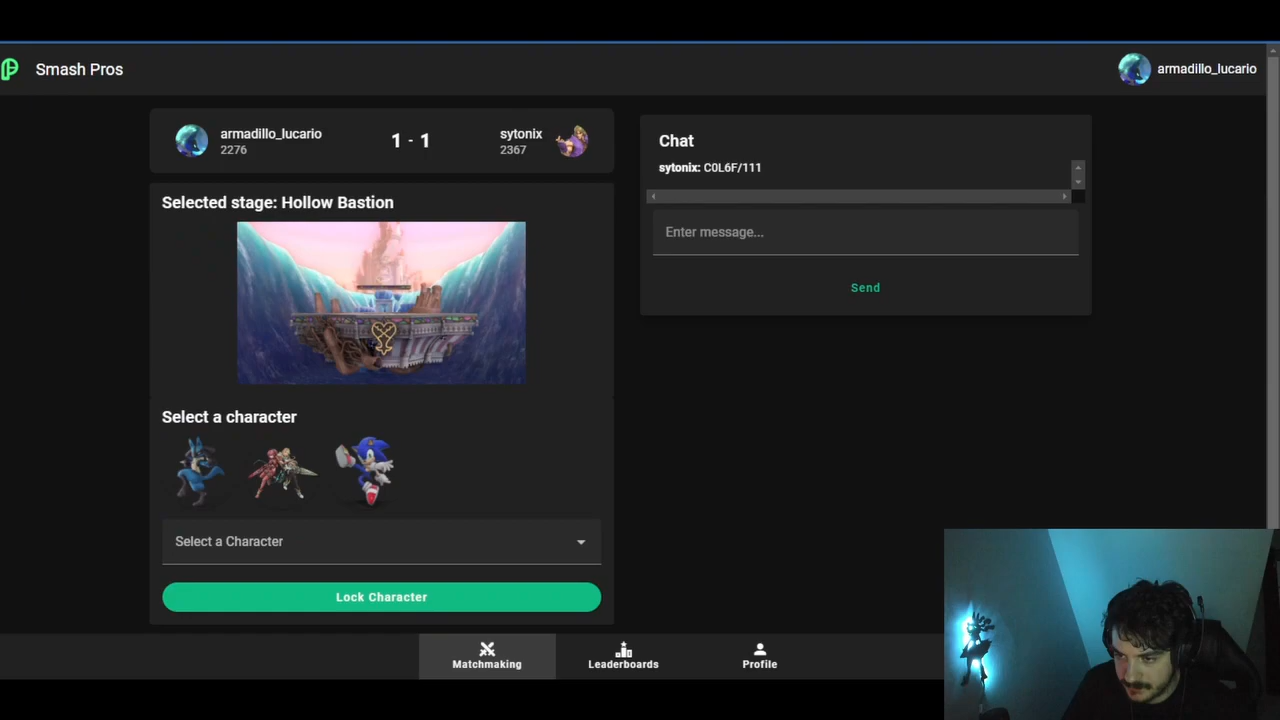 Smash Pros
armadillo_lucario
armadillo_lucario
2276
1 - 1
sytonix
2367
Selected stage: Hollow Bastion
Select a character
Select a Character
Lock Character
Chat
sytonix: C0L6F/111
Enter message...
Send
Matchmaking
Leaderboards
Profile